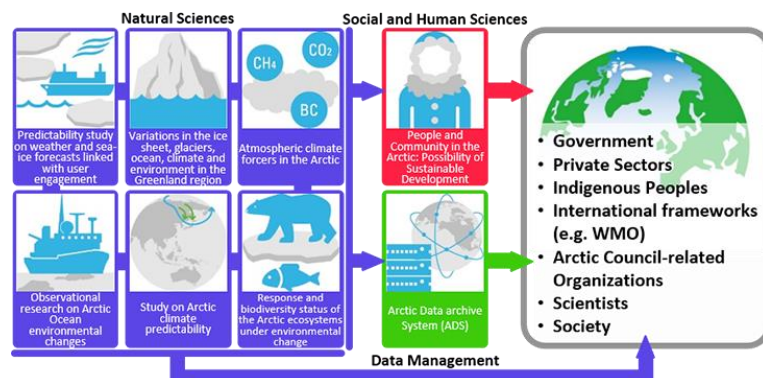 Natural Sciences
Social and Human Sciences
Predictability study
on weather and sea-
ice forecasts linked
with user
engagement
Variations in the ice
sheet, glaciers,
ocean, climate and
environment in the
Greenland region
CH4
CO2
BC
Atmospheric climate
forcers in the Arctic
People and
Community in the
Arctic: Possibility of
Sustainable
Development
Observational
research on Arctic
Ocean
environmental
changes
Study on Arctic
climate
predictability
Response and
biodiversity status of
the Arctic ecosystems
under environmental
change
Arctic Data archive
System (ADS)
• Government
• Private Sectors
• Indigenous Peoples
• International frameworks
(e.g. WMO)
• Arctic Council-related
Organizations
• Scientists
• Society
Data Management